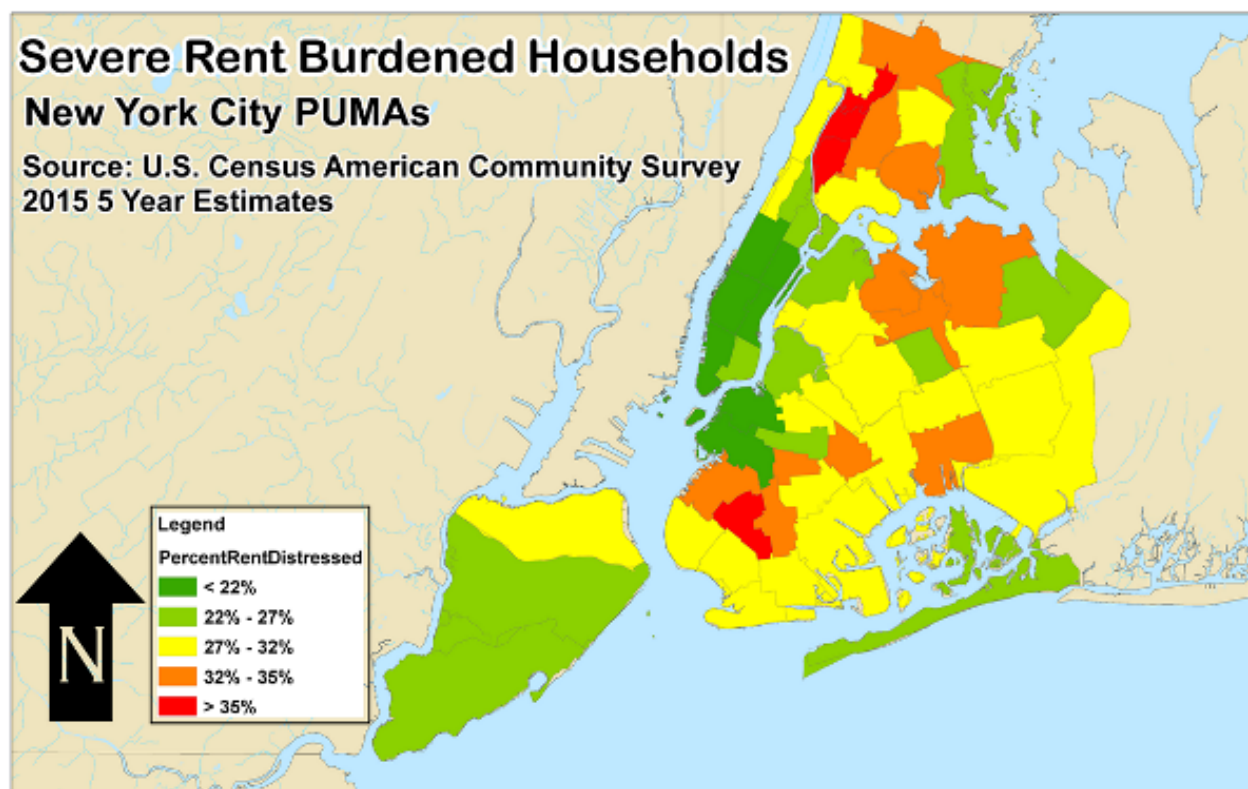 Severe Rent Burdened Households
New York City PUMAs
Source: U.S. Census American Community Survey
2015 5 Year Estimates
Legend
PercentRentDistressed
< 22%
22% - 27%
27% - 32%
32% - 35%
> 35%
N